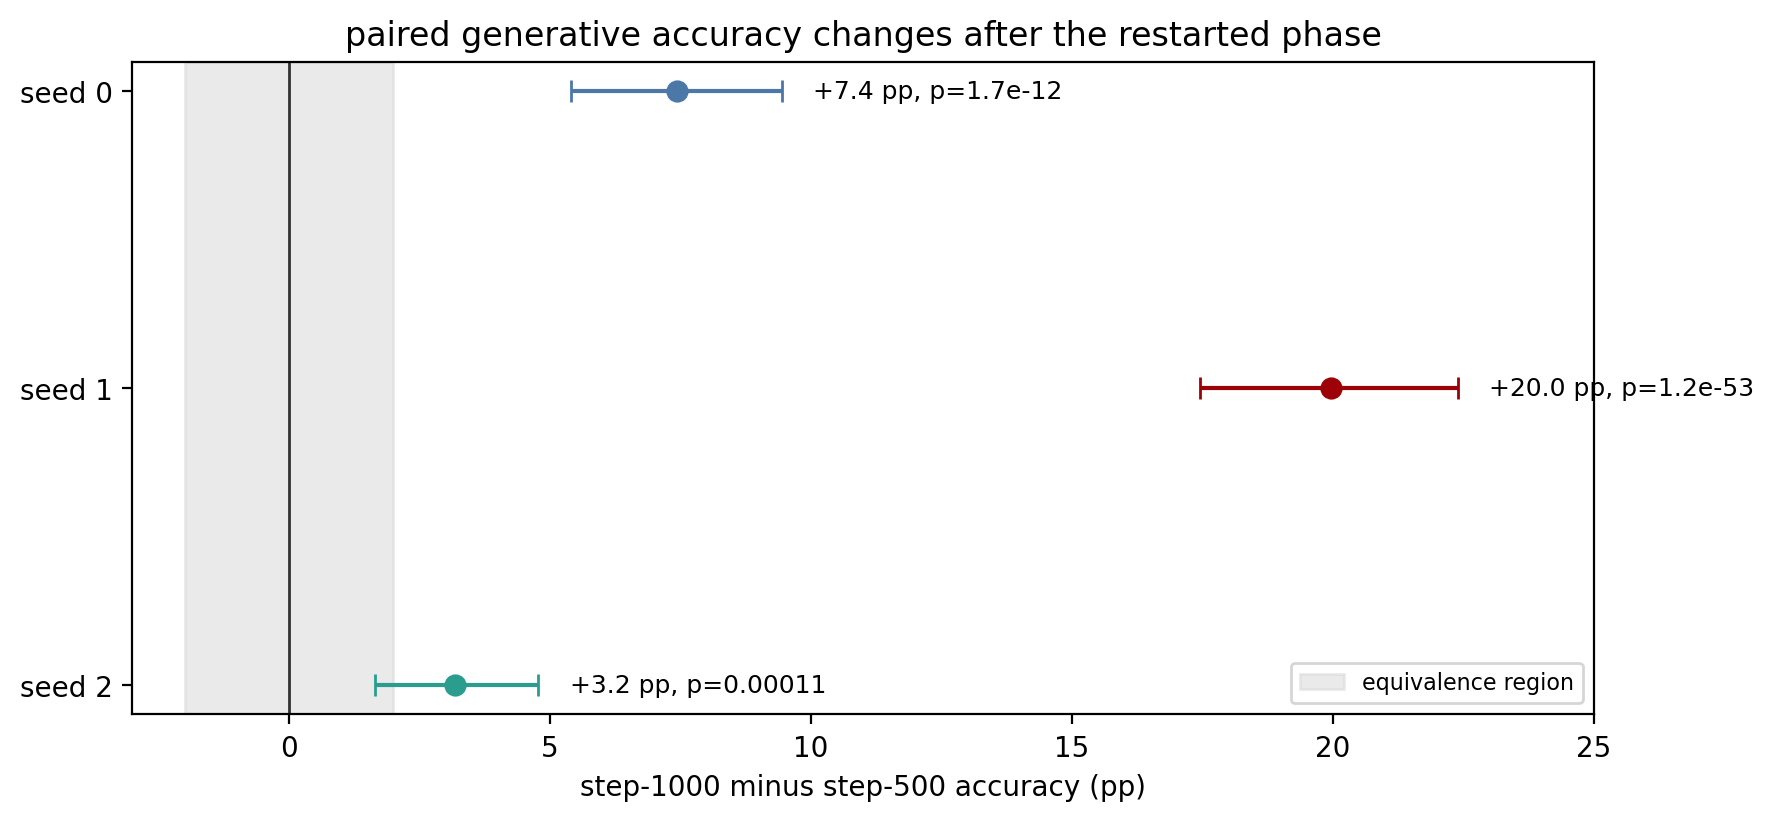 paired generative accuracy changes after the restarted phase
seed 0
+7.4 pp, p=1.7e-12
seed 1
+20.0 pp, p=1.2e-53
seed 2
+3.2 pp, p=0.00011
equivalence region
0 5 10 15 20 25
step-1000 minus step-500 accuracy (pp)